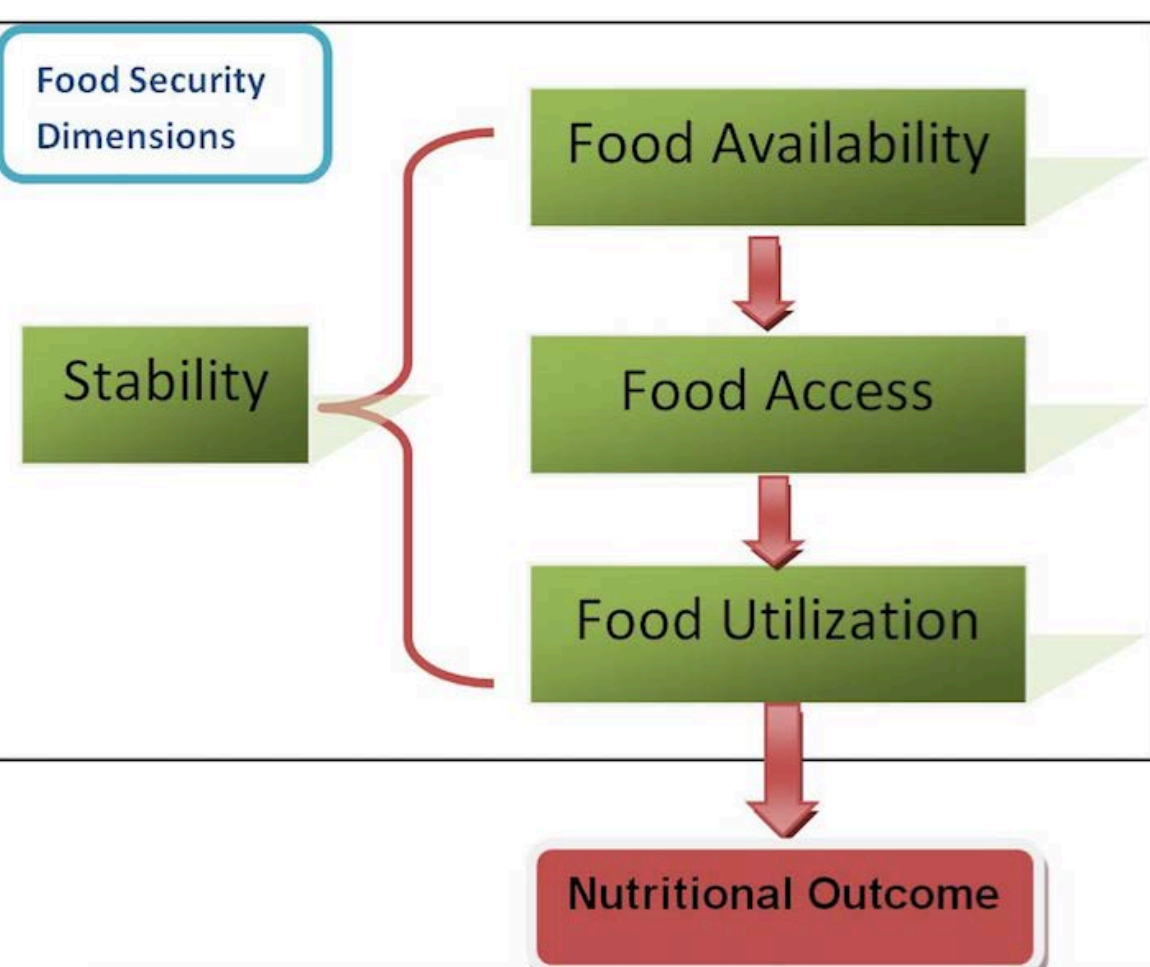 Food Security
Dimensions
Food Availability
Stability
Food Access
Food Utilization
Nutritional Outcome